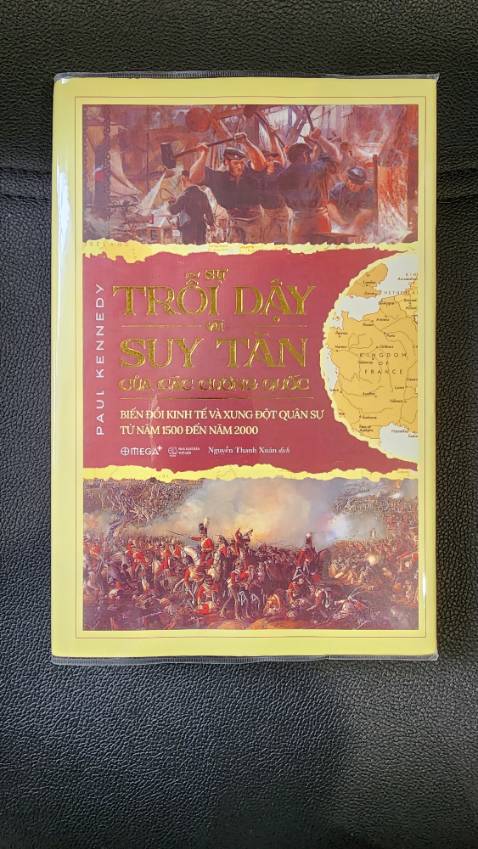 PAUL KENNEDY
SỰ
TRỖI DẬY
VÀ
SUY TÀN
CỦA CÁC CƯỜNG QUỐC
BIẾN ĐỔI KINH TẾ VÀ XUNG ĐỘT QUÂN SỰ
TỪ NĂM 1500 ĐẾN NĂM 2000
OMEGA+
Nguyễn Thanh Xuân dịch
KINGDOM
OF
FRANCE